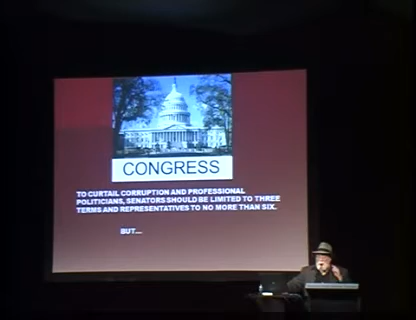 CONGRESS
TO CURTAIL CORRUPTION AND PROFESSIONAL
POLITICIANS, SENATORS SHOULD BE LIMITED TO THREE
TERMS AND REPRESENTATIVES TO NO MORE THAN SIX.
BUT....